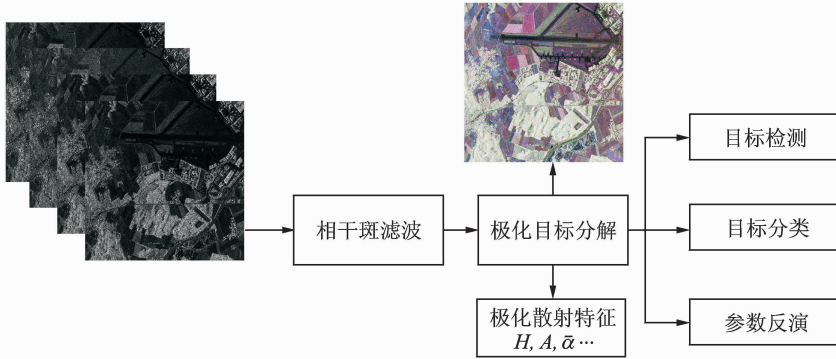 相干斑滤波
极化目标分解
极化散射特征
H, A, ᾱ ···
目标检测
目标分类
参数反演